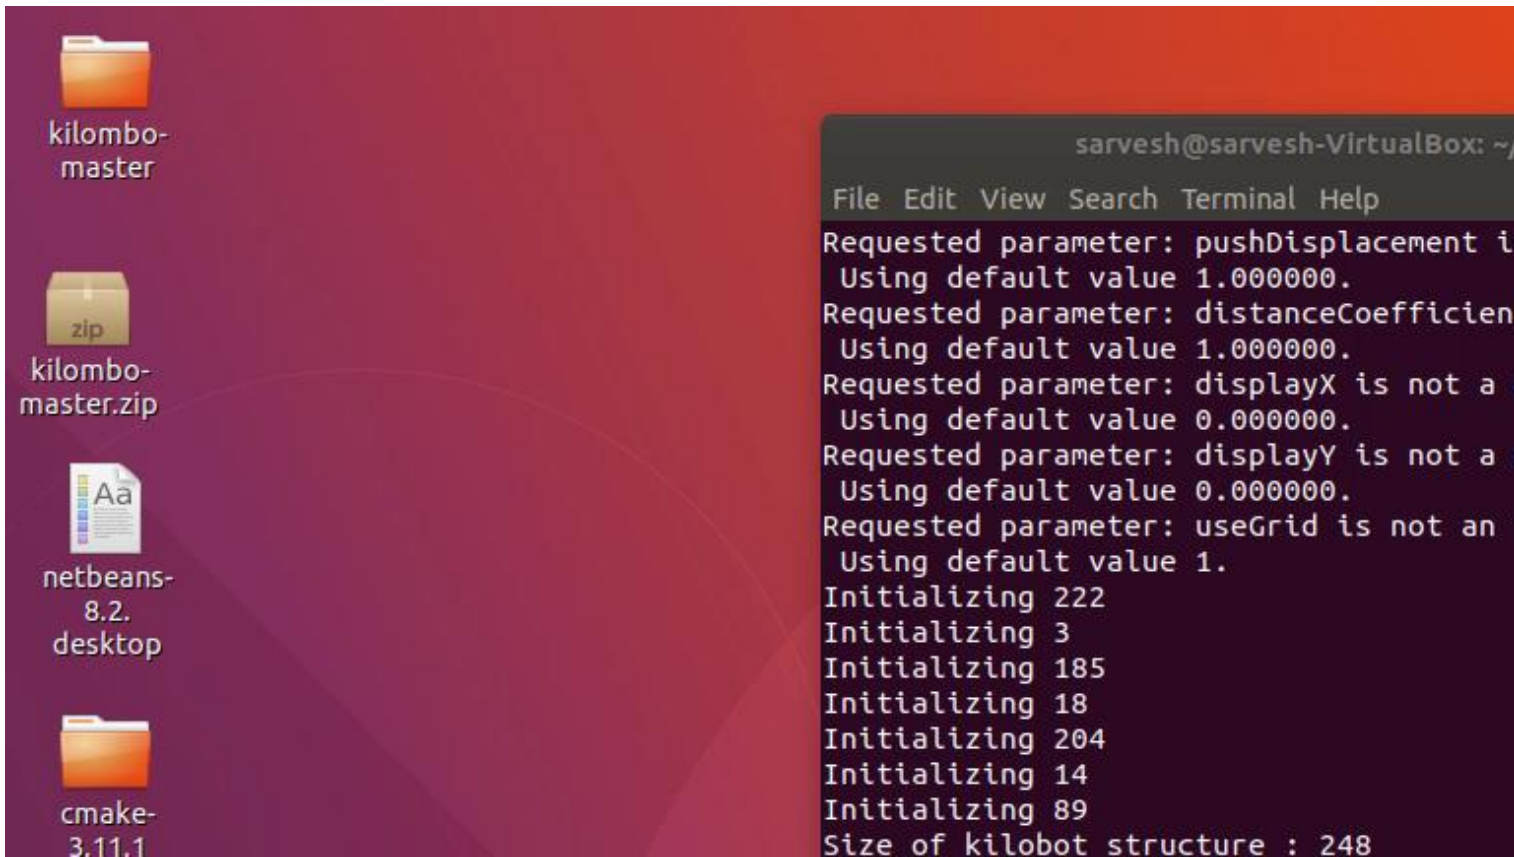 kilombo-
master
zip
kilombo-
master.zip
Aa
netbeans-
8.2.
desktop
cmake-
3.11.1
sarvesh@sarvesh-VirtualBox: ~/
File Edit View Search Terminal Help
Requested parameter: pushDisplacement i
Using default value 1.000000.
Requested parameter: distanceCoefficien
Using default value 1.000000.
Requested parameter: displayX is not a
Using default value 0.000000.
Requested parameter: displayY is not a
Using default value 0.000000.
Requested parameter: useGrid is not an
Using default value 1.
Initializing 222
Initializing 3
Initializing 185
Initializing 18
Initializing 204
Initializing 14
Initializing 89
Size of kilobot structure : 248